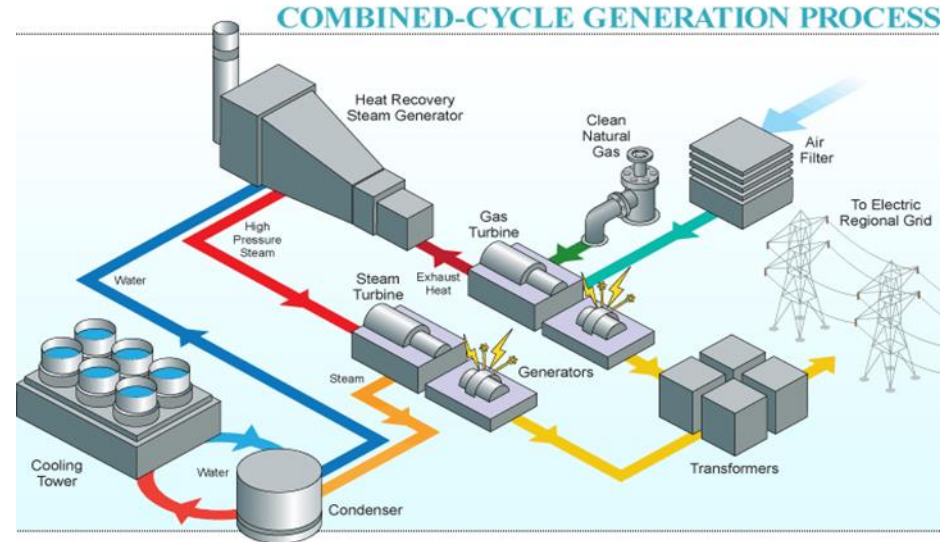 COMBINED-CYCLE GENERATION PROCESS
Heat Recovery
Steam Generator
Clean
Natural
Gas
Air
Filter
To Electric
Regional Grid
High
Pressure
Steam
Gas
Turbine
Water
Exhaust
Heat
Steam
Turbine
Steam
Generators
Cooling
Tower
Water
Condenser
Transformers